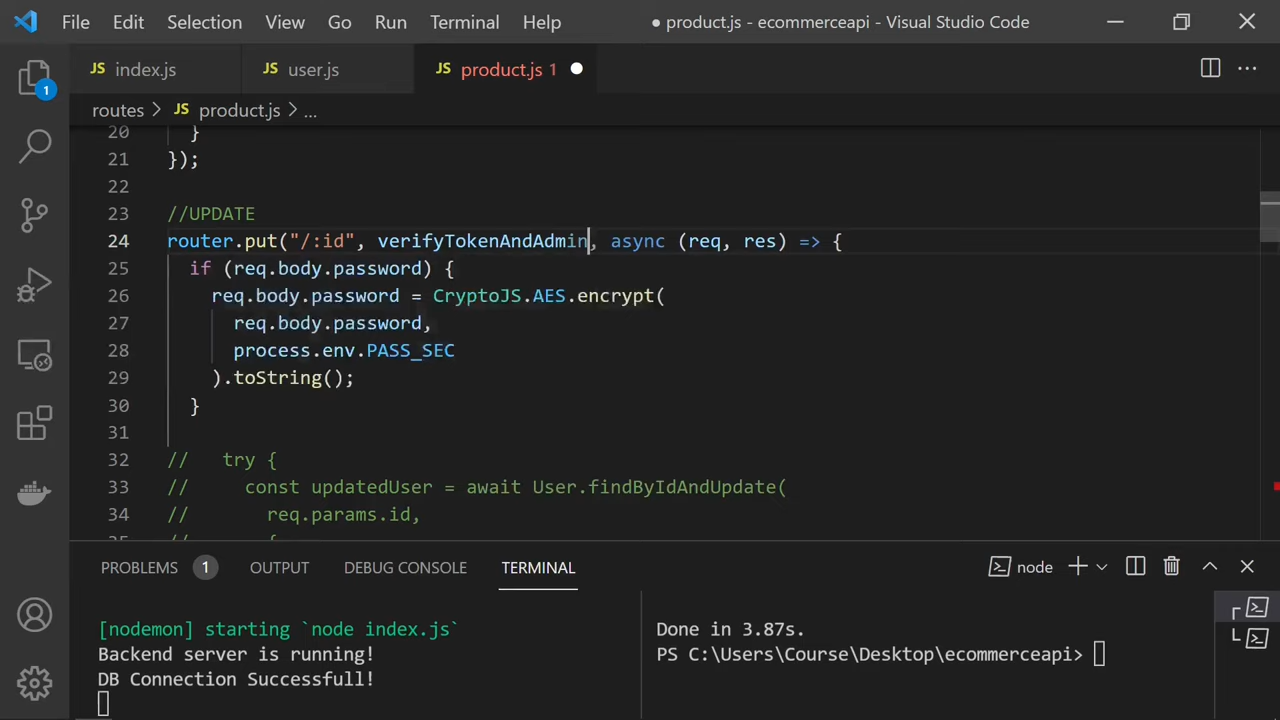 File Edit Selection View Go Run Terminal Help ● product.js - ecommerceapi - Visual Studio Code
JS index.js JS user.js JS product.js 1
routes > JS product.js > ...
1
20 }
21 });
22
23 //UPDATE
24 router.put("/:id", verifyTokenAndAdmin, async (req, res) => {
25 if (req.body.password) {
26 req.body.password = CryptoJS.AES.encrypt(
27 req.body.password,
28 process.env.PASS_SEC
29 ).toString();
30 }
31
32 // try {
33 // const updatedUser = await User.findByIdAndUpdate(
34 // req.params.id,
PROBLEMS 1 OUTPUT DEBUG CONSOLE TERMINAL node
[nodemon] starting `node index.js`
Backend server is running!
DB Connection Successfull!
Done in 3.87s.
PS C:\Users\Course\Desktop\ecommerceapi>